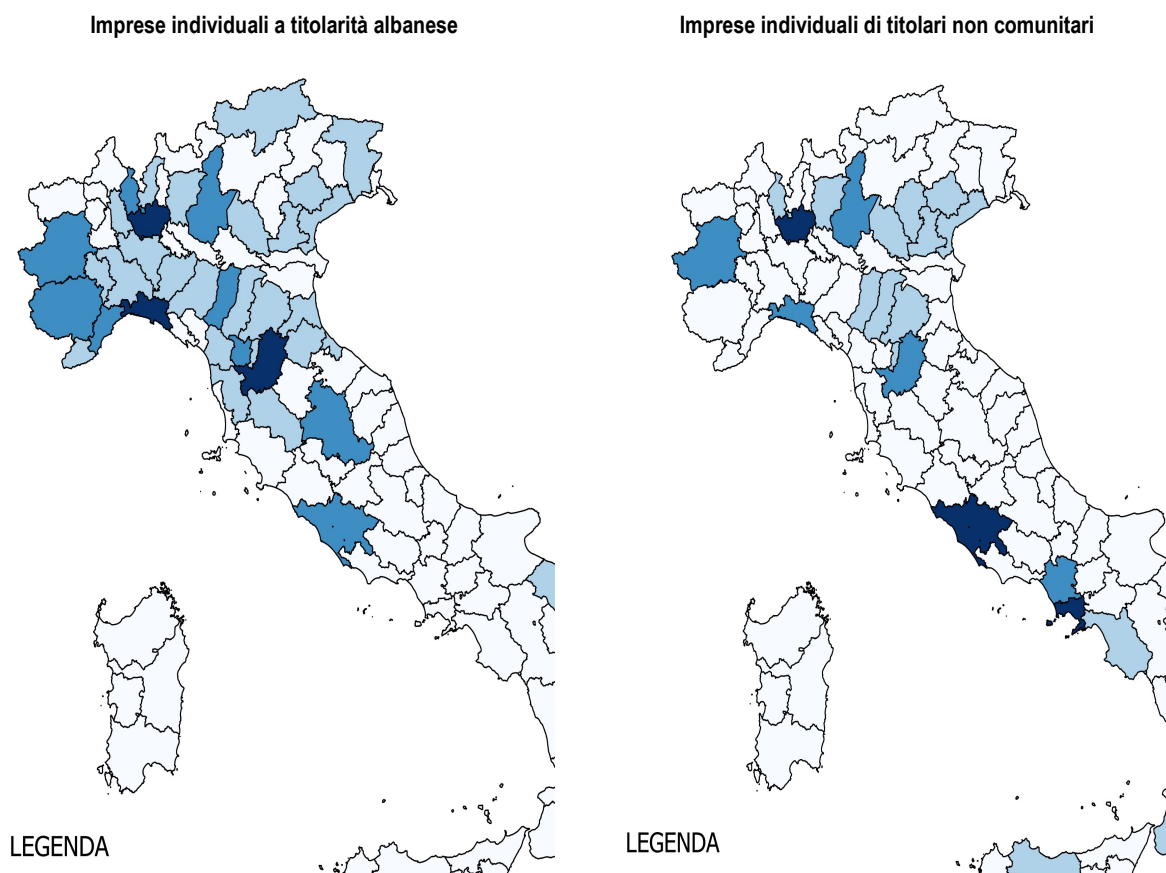 Imprese individuali a titolarità albanese
Imprese individuali di titolari non comunitari
LEGENDA
LEGENDA